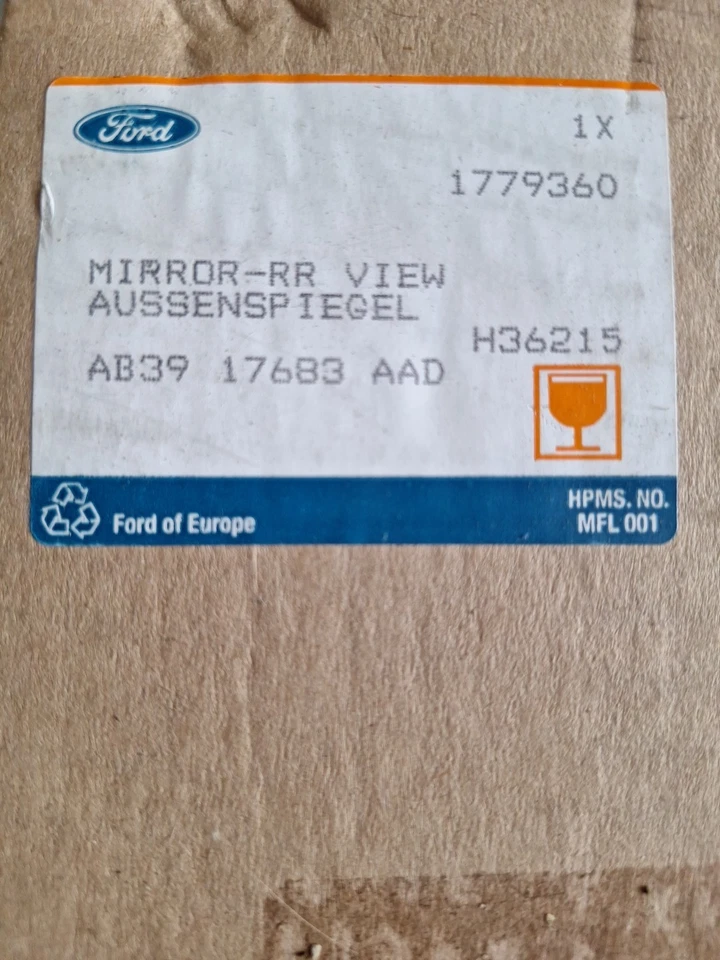 Ford
1X
1779360
MIRROR-RR VIEW
AUSSENSPIEGEL
H36215
AB39 17683 AAD
Ford of Europe
HPMS. NO.
MFL 001